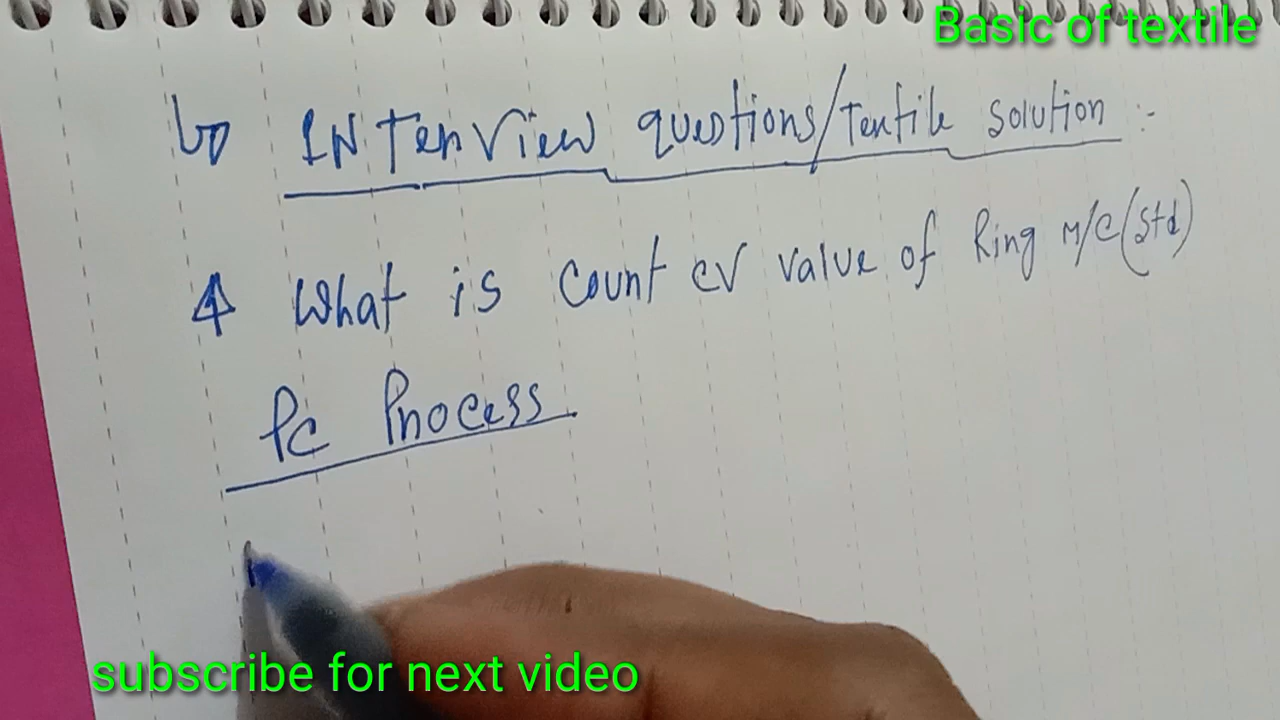 Basic of textile
INTERVIEW questions/Textile solution :-
What is Count CV value of Ring M/C (Std)
PC Process
subscribe for next video